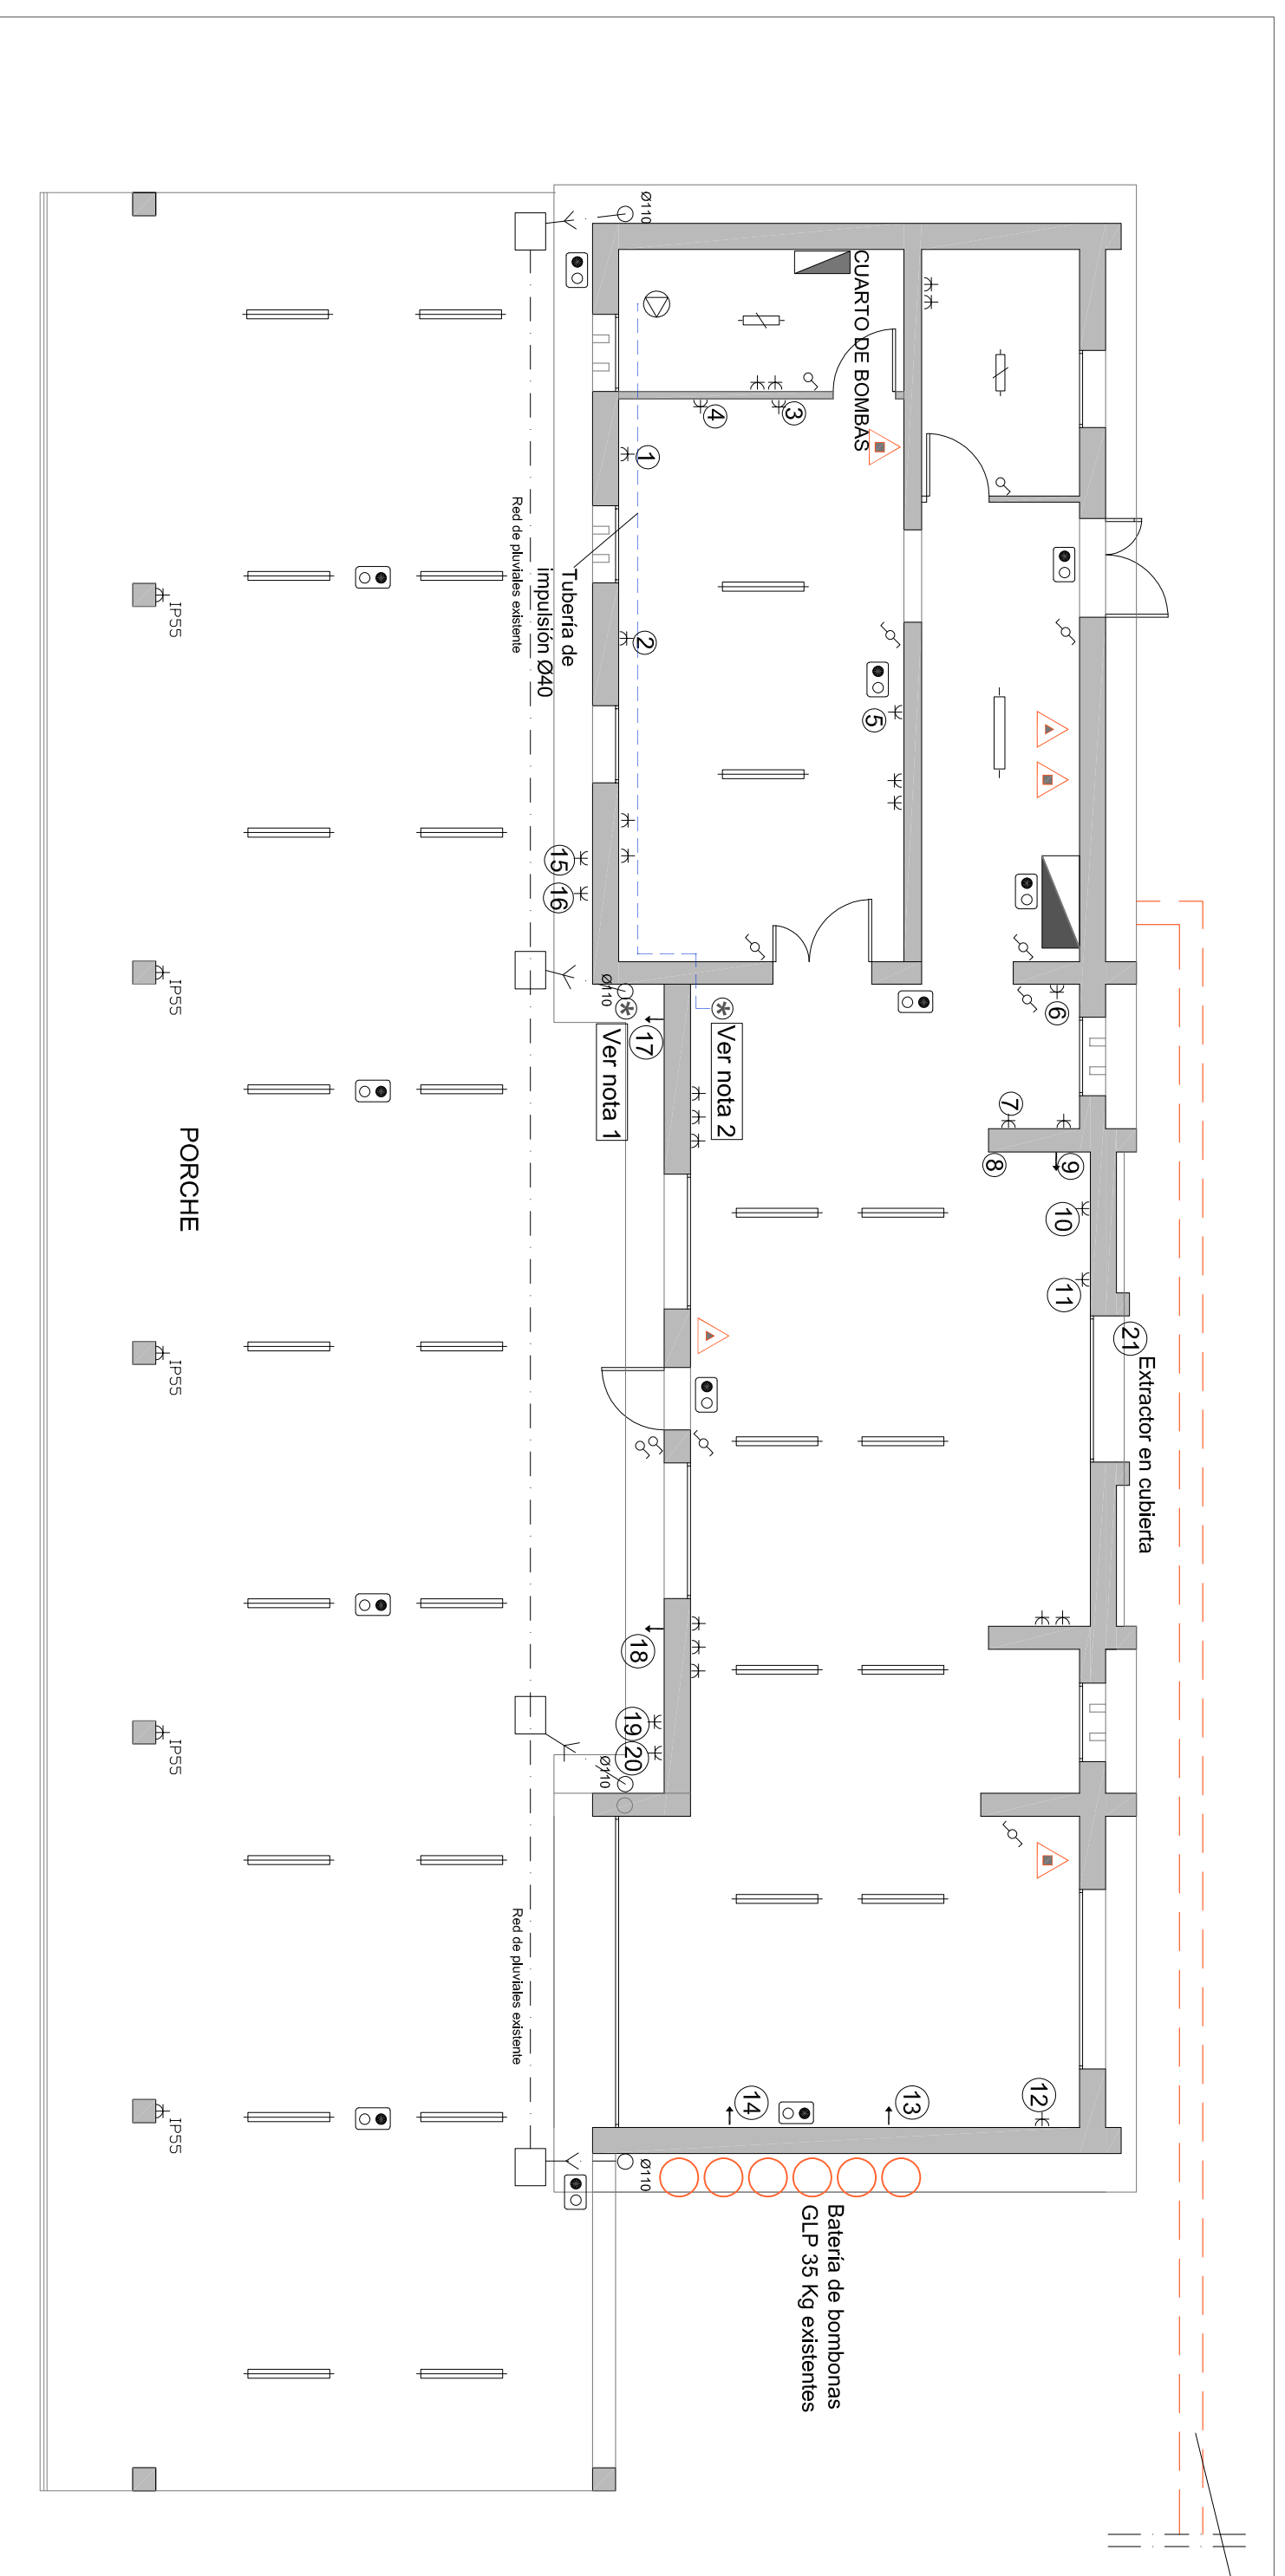 Ø110
CUARTO DE BOMBAS
3
4
1
2
5
Tubería de
impulsión Ø40
Red de pluviales existente
IP55
15
16
Ø110
*
*
Ver nota 1
Ver nota 2
17
6
7
8
9
10
11
21
Extractor en cubierta
IP55
PORCHE
IP55
18
19
20
Ø110
IP55
Red de pluviales existente
12
13
14
IP55
Ø110
Batería de bombonas
GLP 35 Kg existentes